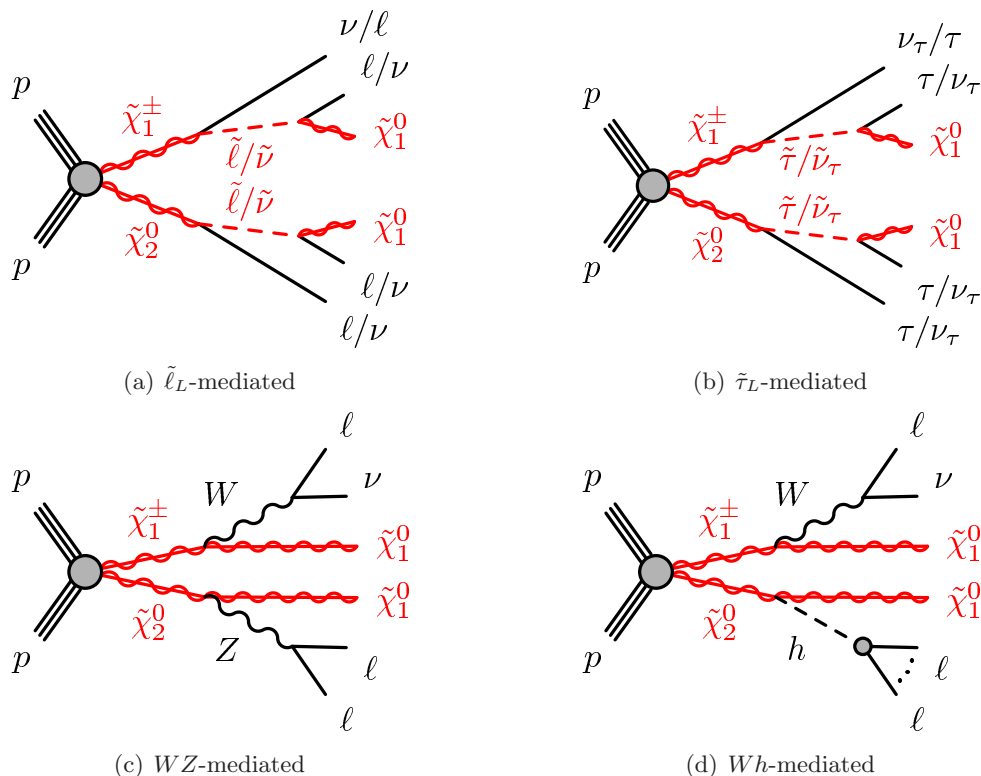 ν/ℓ
ℓ/ν
p
χ̃₁±
χ̃₁⁰
ℓ̃/ν̃
ℓ̃/ν̃
χ̃₁⁰
χ̃₂⁰
p
ℓ/ν
ℓ/ν
(a) ℓ̃_L-mediated
ν_τ/τ
τ/ν_τ
p
χ̃₁±
χ̃₁⁰
τ̃/ν̃_τ
τ̃/ν̃_τ
χ̃₁⁰
χ̃₂⁰
p
τ/ν_τ
τ/ν_τ
(b) τ̃_L-mediated
ℓ
p
W
ν
χ̃₁±
χ̃₁⁰
χ̃₁⁰
χ̃₂⁰
p
Z
ℓ
ℓ
(c) WZ-mediated
ℓ
p
W
ν
χ̃₁±
χ̃₁⁰
χ̃₁⁰
χ̃₂⁰
p
h
ℓ
ℓ
(d) Wh-mediated